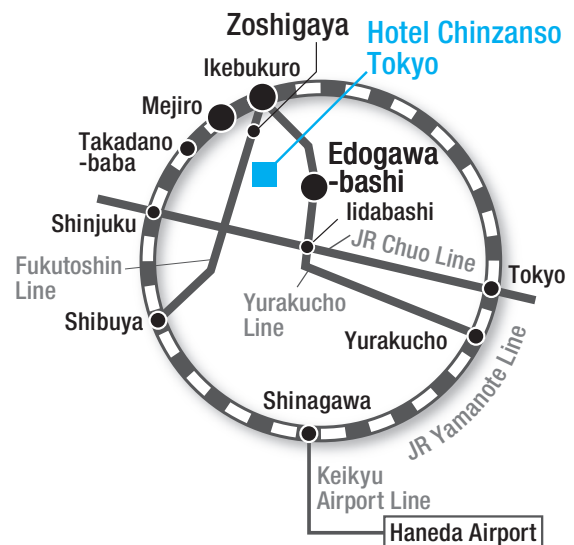 Zoshigaya
Hotel Chinzanso
Tokyo
Ikebukuro
Mejiro
Takadano
-baba
Edogawa
-bashi
Shinjuku
Iidabashi
JR Chuo Line
Fukutoshin
Line
Tokyo
Yurakucho
Line
Shibuya
Yurakucho
JR Yamanote Line
Shinagawa
Keikyu
Airport Line
Haneda Airport